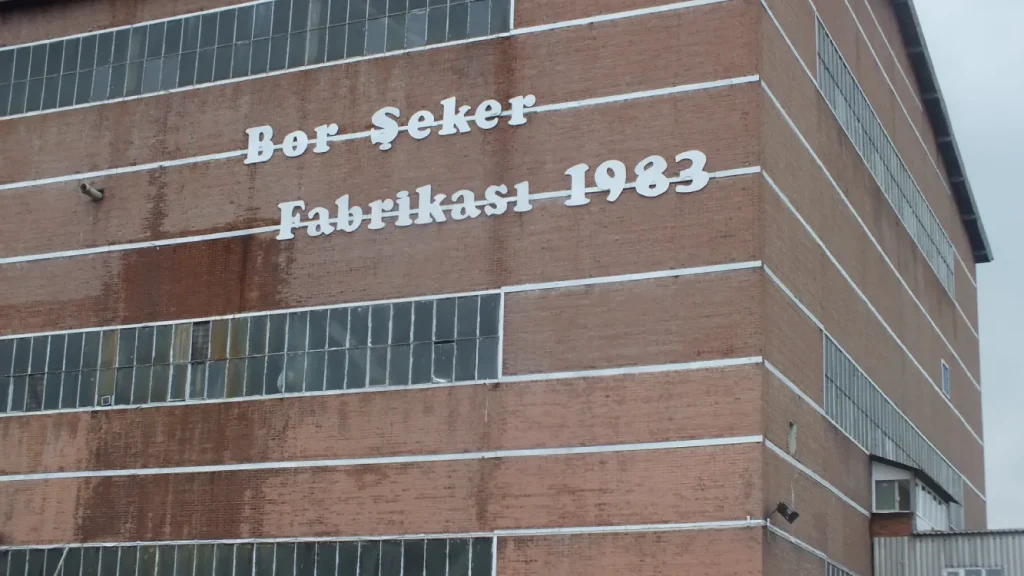 Bor Şeker
Fabrikası 1983